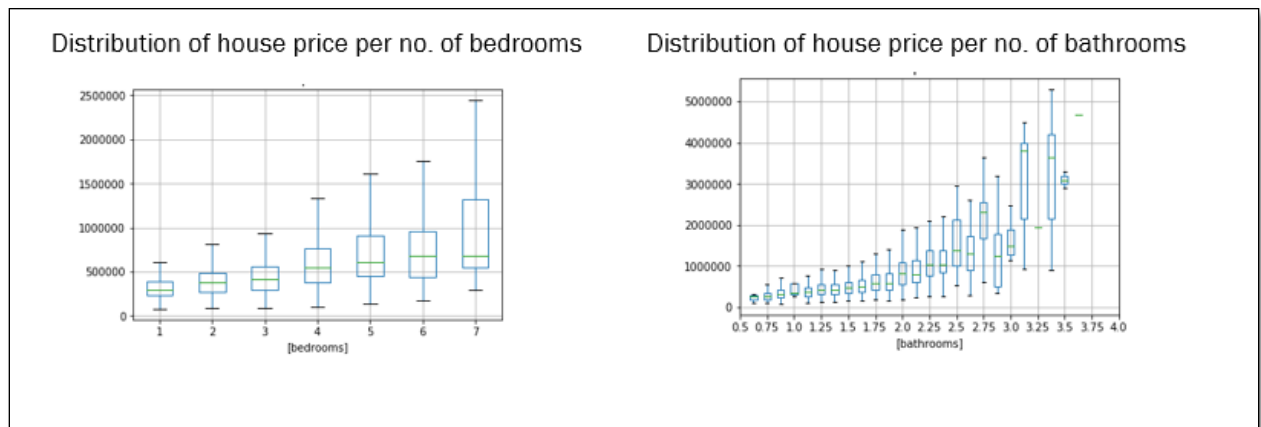 Distribution of house price per no. of bedrooms
2500000
2000000
1500000
1000000
500000
0
1 2 3 4 5 6 7
[bedrooms]
Distribution of house price per no. of bathrooms
5000000
4000000
3000000
2000000
1000000
0
0.5 0.75 1.0 1.25 1.5 1.75 2.0 2.25 2.5 2.75 3.0 3.25 3.5 3.75 4.0
[bathrooms]